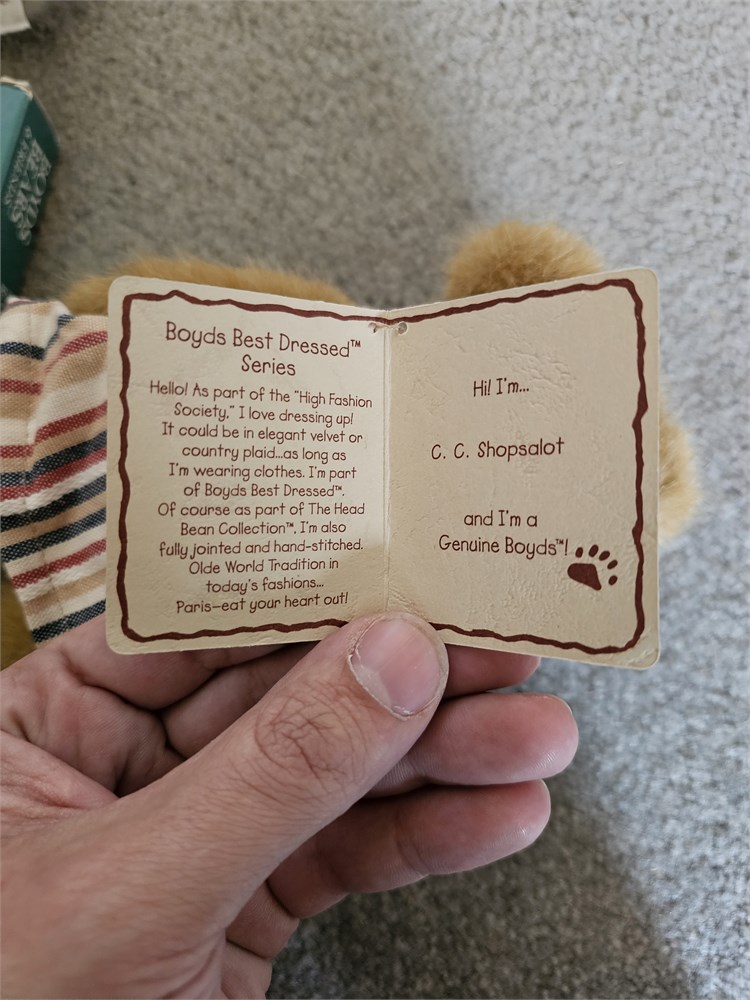 Boyds Best Dressed™
Series
Hello! As part of the "High Fashion
Society," I love dressing up!
It could be in elegant velvet or
country plaid...as long as
I'm wearing clothes. I'm part
of Boyds Best Dressed™.
Of course as part of The Head
Bean Collection™, I'm also
fully jointed and hand-stitched.
Olde World Tradition in
today's fashions...
Paris—eat your heart out!
Hi! I'm...
C. C. Shopsalot
and I'm a
Genuine Boyds™!